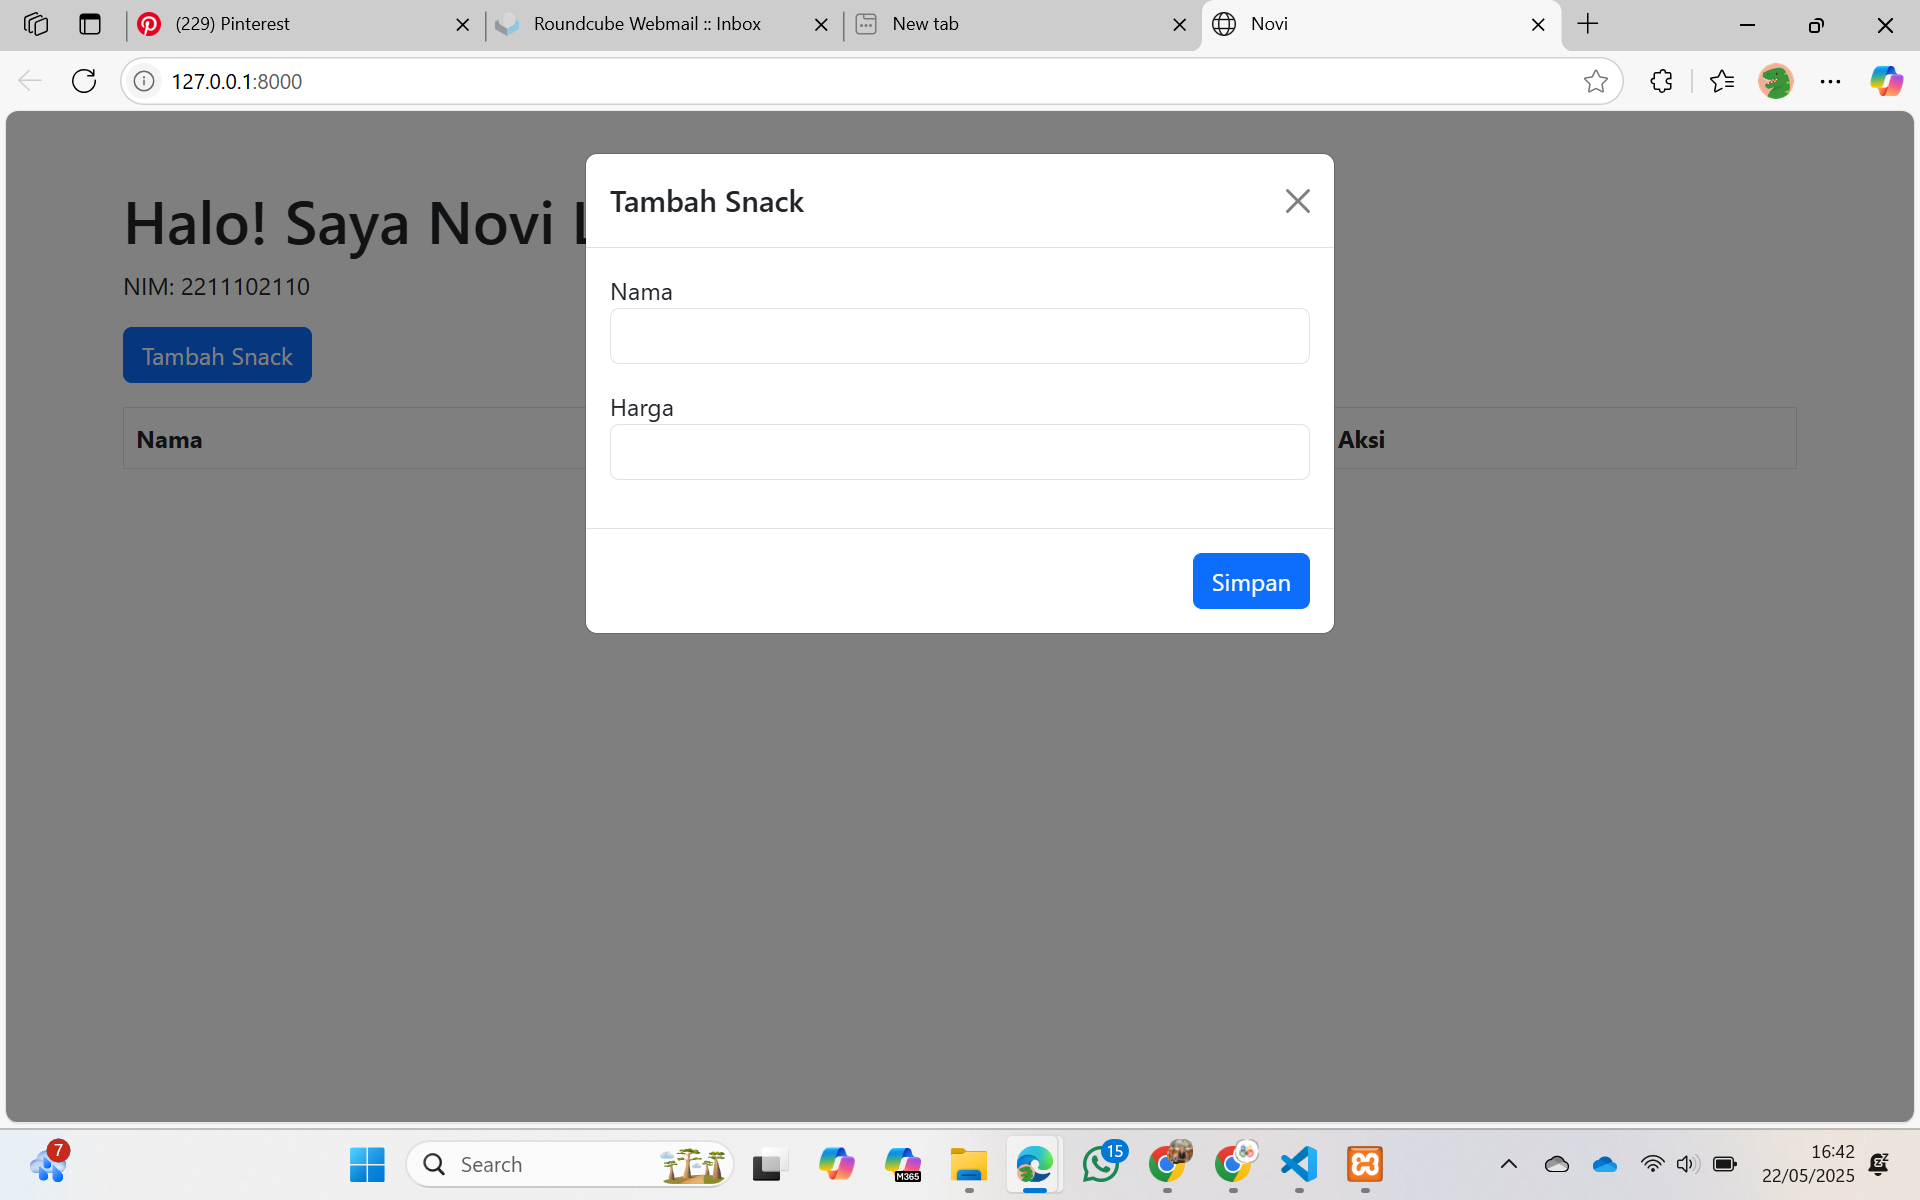 (229) Pinterest
Roundcube Webmail :: Inbox
New tab
Novi
127.0.0.1:8000
Halo! Saya Novi
NIM: 2211102110
Tambah Snack
Nama
Aksi
Tambah Snack
Nama
Harga
Simpan
7
Search
M365
15
16:42
22/05/2025